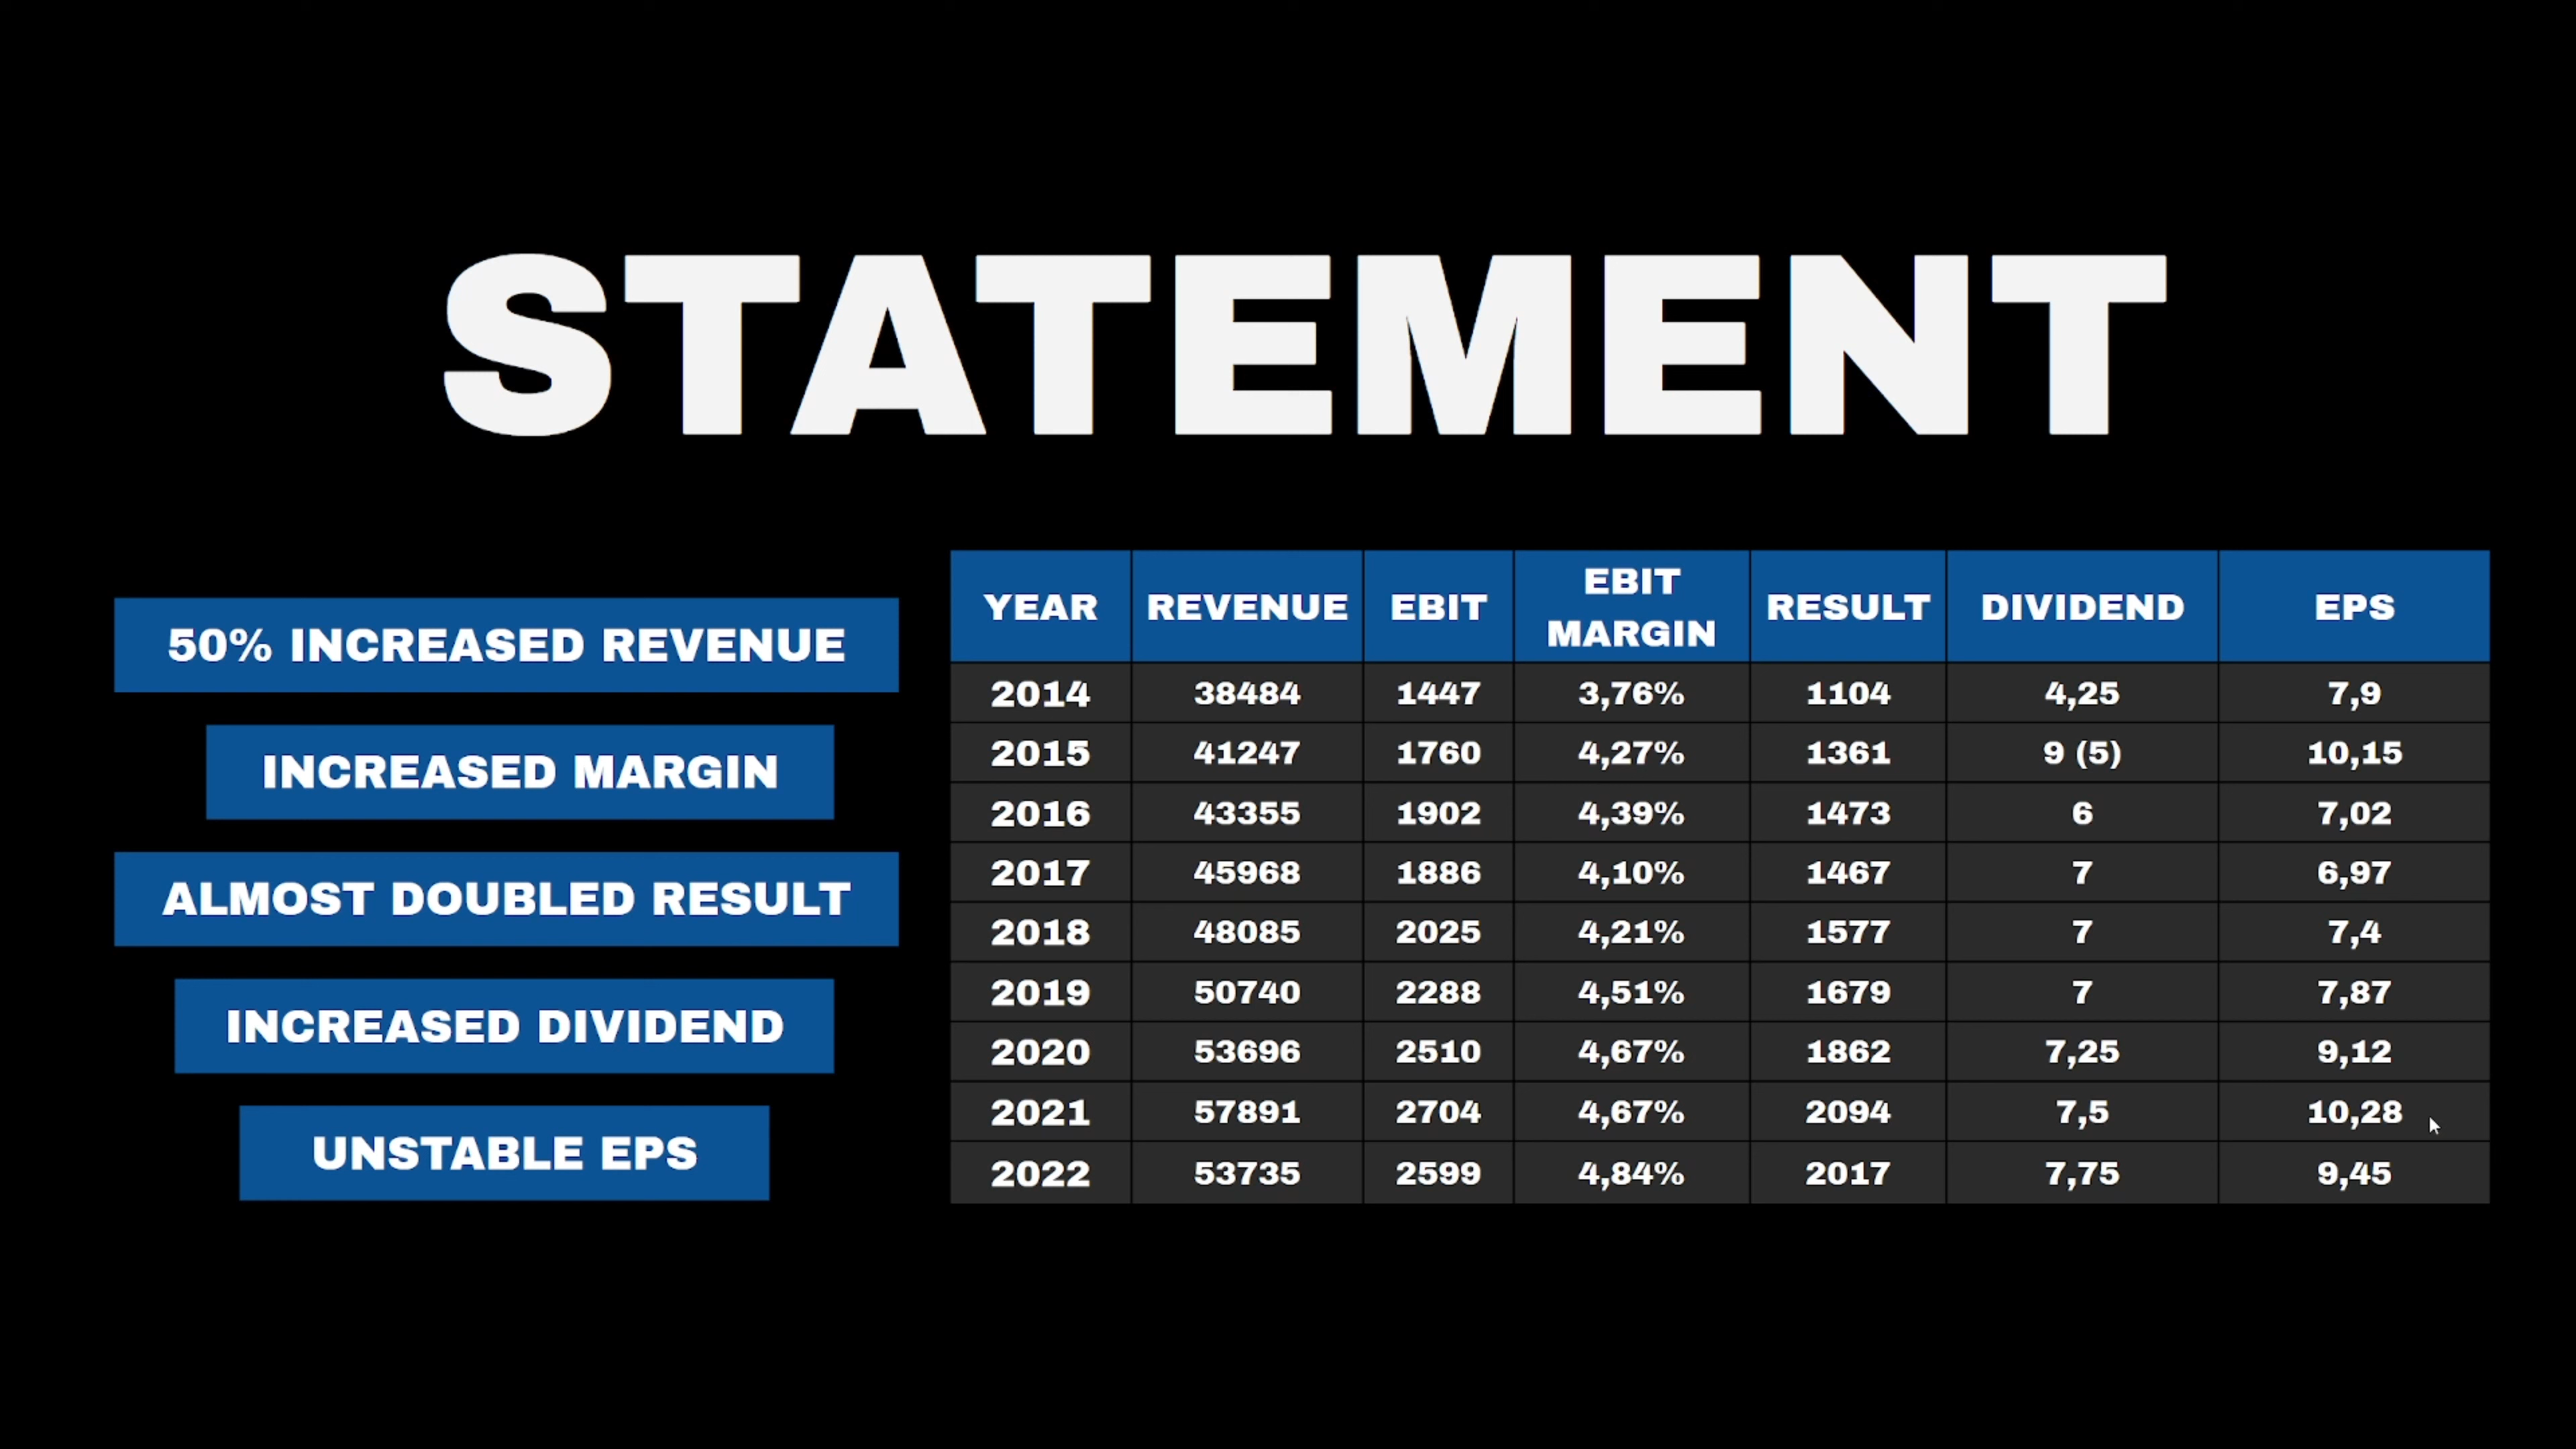 STATEMENT
50% INCREASED REVENUE
INCREASED MARGIN
ALMOST DOUBLED RESULT
INCREASED DIVIDEND
UNSTABLE EPS
YEAR REVENUE EBIT EBIT MARGIN RESULT DIVIDEND EPS
2014 38484 1447 3,76% 1104 4,25 7,9
2015 41247 1760 4,27% 1361 9 (5) 10,15
2016 43355 1902 4,39% 1473 6 7,02
2017 45968 1886 4,10% 1467 7 6,97
2018 48085 2025 4,21% 1577 7 7,4
2019 50740 2288 4,51% 1679 7 7,87
2020 53696 2510 4,67% 1862 7,25 9,12
2021 57891 2704 4,67% 2094 7,5 10,28
2022 53735 2599 4,84% 2017 7,75 9,45